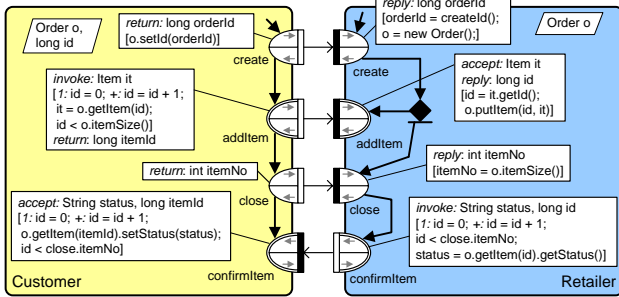 Order o,
long id
return: long orderId
[o.setId(orderId)]
create
invoke: Item it
[1: id = 0; +: id = id + 1;
it = o.getItem(id);
id < o.itemSize()]
return: long itemId
addItem
return: int itemNo
close
accept: String status, long itemId
[1: id = 0; +: id = id + 1;
o.getItem(itemId).setStatus(status);
id < close.itemNo]
confirmItem
Customer
reply: long orderId
[orderId = createId();
o = new Order();]
Order o
create
accept: Item it
reply: long id
[id = it.getId();
o.putItem(id, it)]
addItem
reply: int itemNo
[itemNo = o.itemSize()]
close
invoke: String status, long id
[1: id = 0; +: id = id + 1;
id < close.itemNo;
status = o.getItem(id).getStatus()]
confirmItem
Retailer